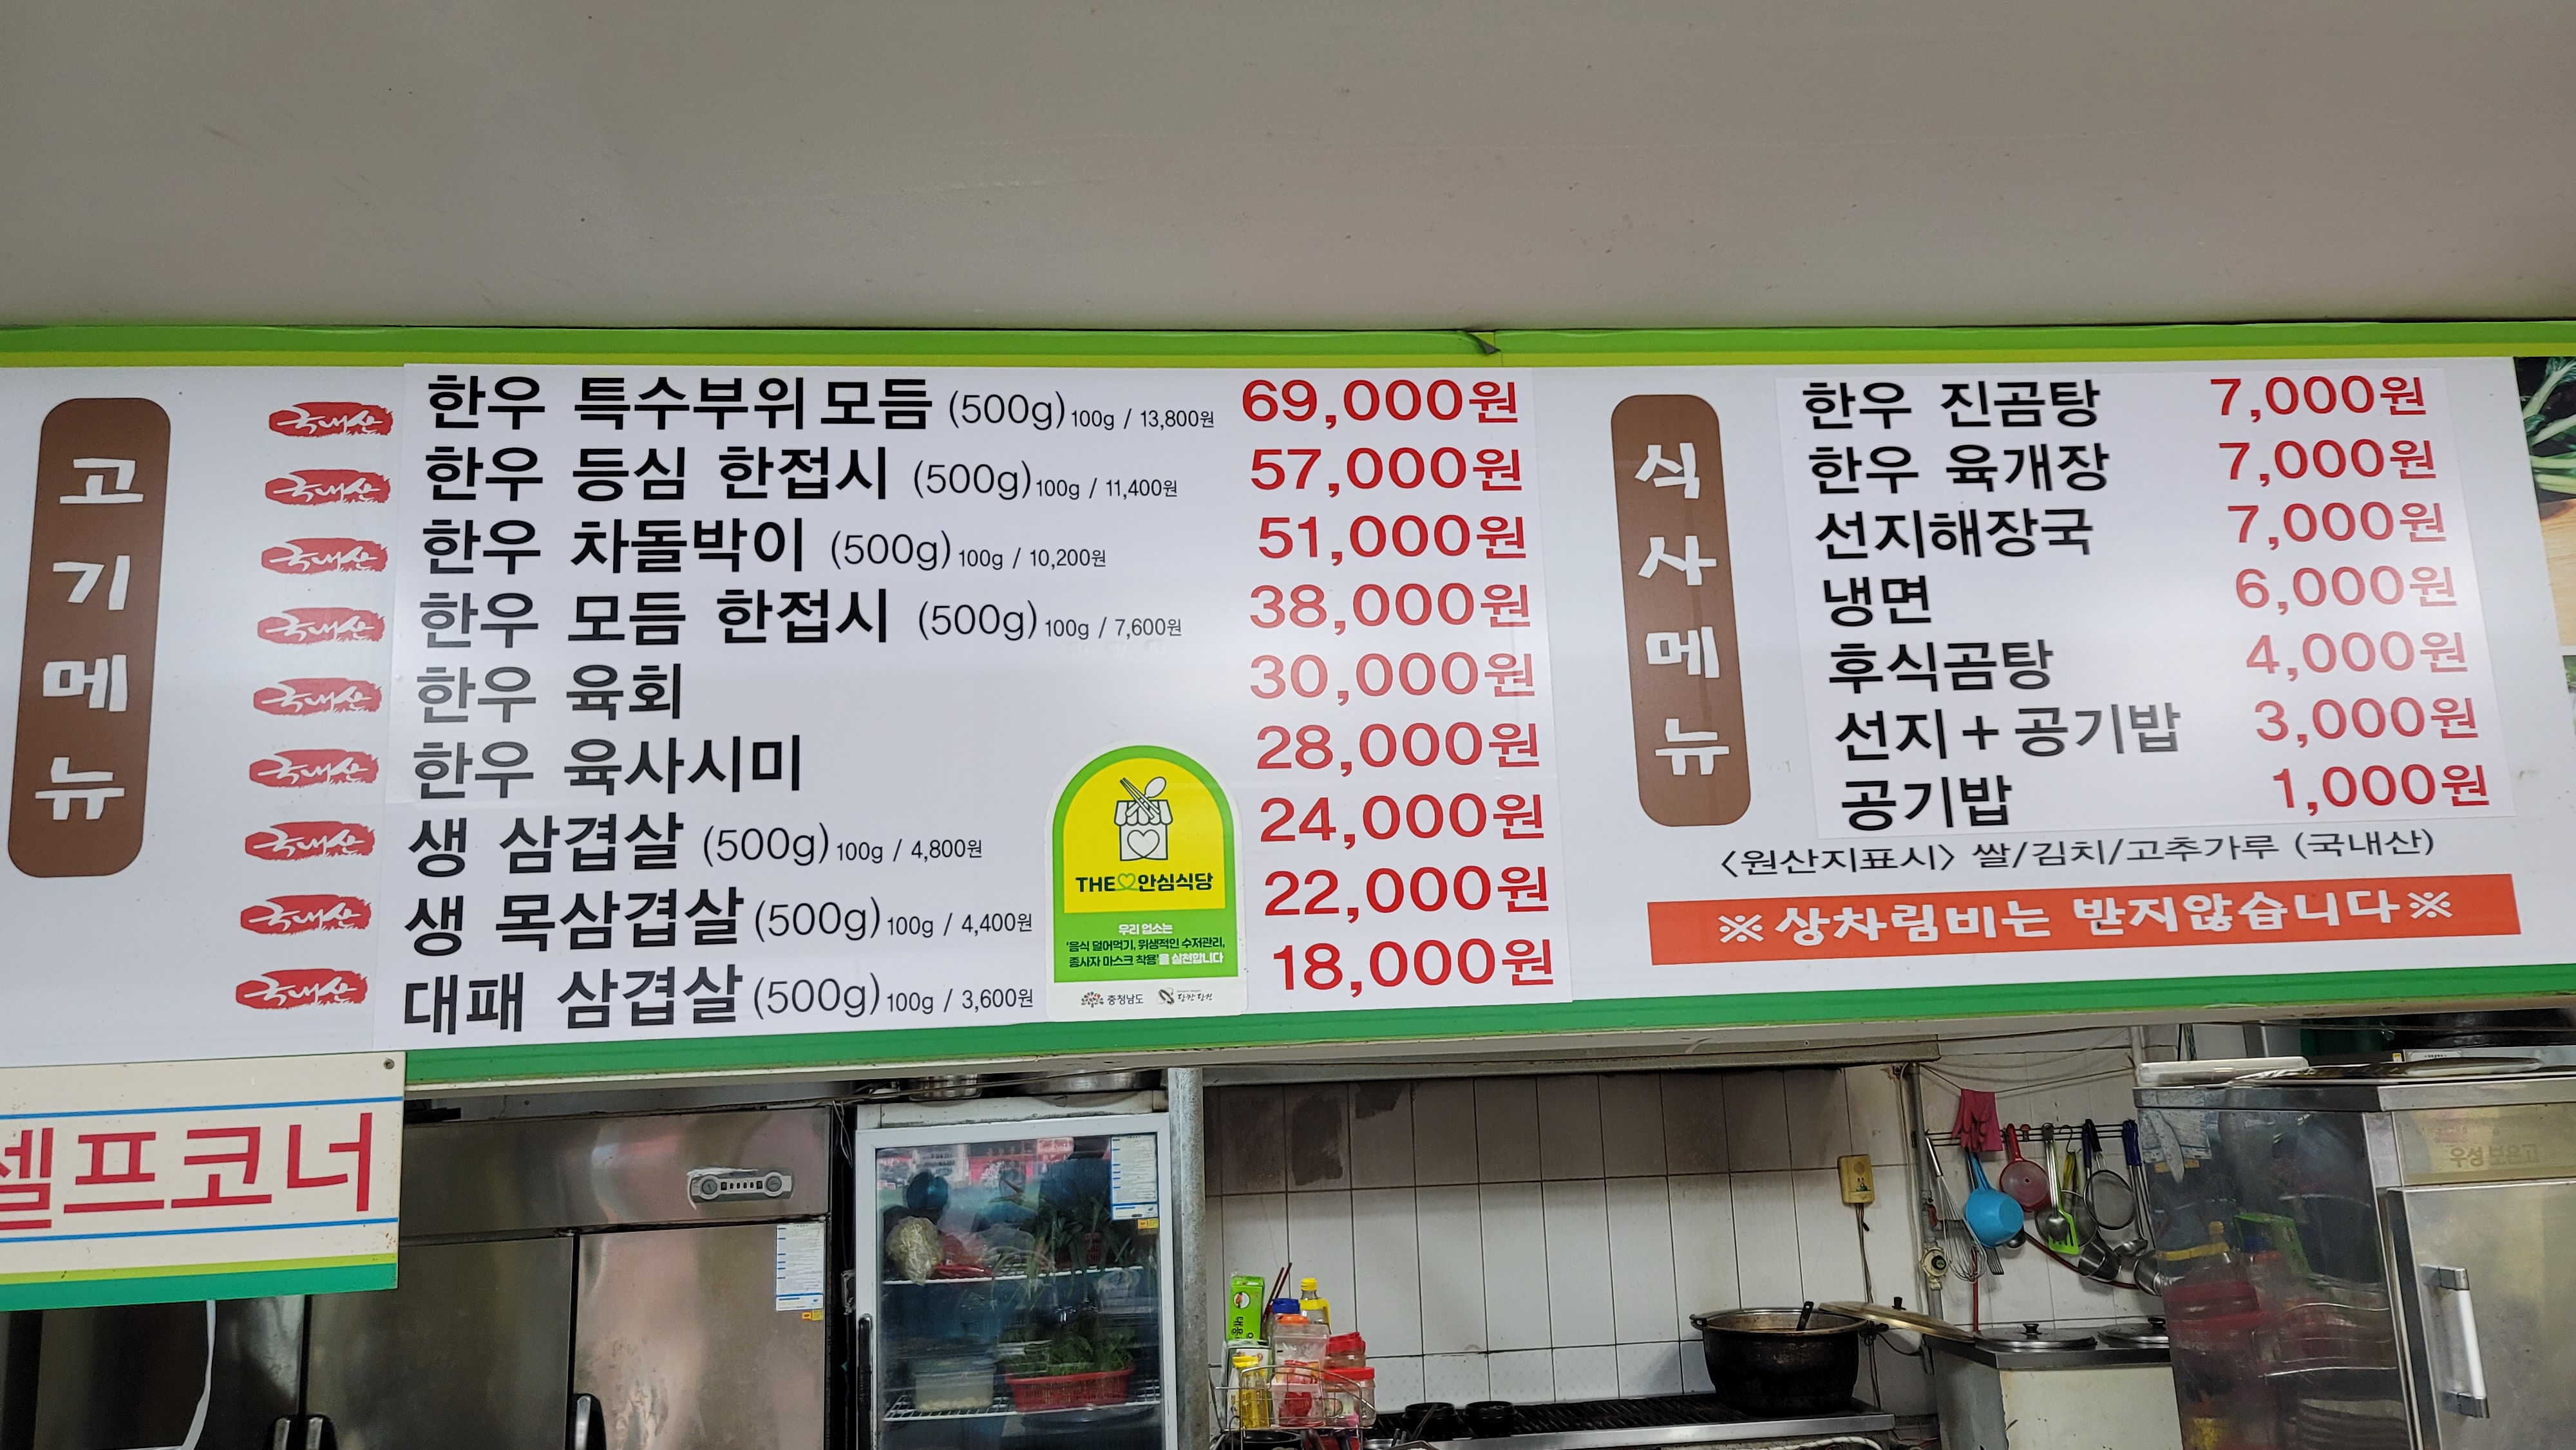 고기메뉴
국내산 한우 특수부위 모듬 (500g) 100g / 13,800원 69,000원
국내산 한우 등심 한접시 (500g) 100g / 11,400원 57,000원
국내산 한우 차돌박이 (500g) 100g / 10,200원 51,000원
국내산 한우 모듬 한접시 (500g) 100g / 7,600원 38,000원
국내산 한우 육회 30,000원
국내산 한우 육사시미 28,000원
국내산 생 삼겹살 (500g) 100g / 4,800원 24,000원
국내산 생 목삼겹살 (500g) 100g / 4,400원 22,000원
국내산 대패 삼겹살 (500g) 100g / 3,600원 18,000원
THE 안심식당
우리 업소는
'음식 덜어먹기, 위생적인 수저관리,
종사자 마스크 착용'을 실천합니다
충청남도
식사메뉴
한우 진곰탕 7,000원
한우 육개장 7,000원
선지해장국 7,000원
냉면 6,000원
후식곰탕 4,000원
선지+공기밥 3,000원
공기밥 1,000원
<원산지표시> 쌀/김치/고추가루 (국내산)
※상차림비는 받지않습니다※
셀프코너